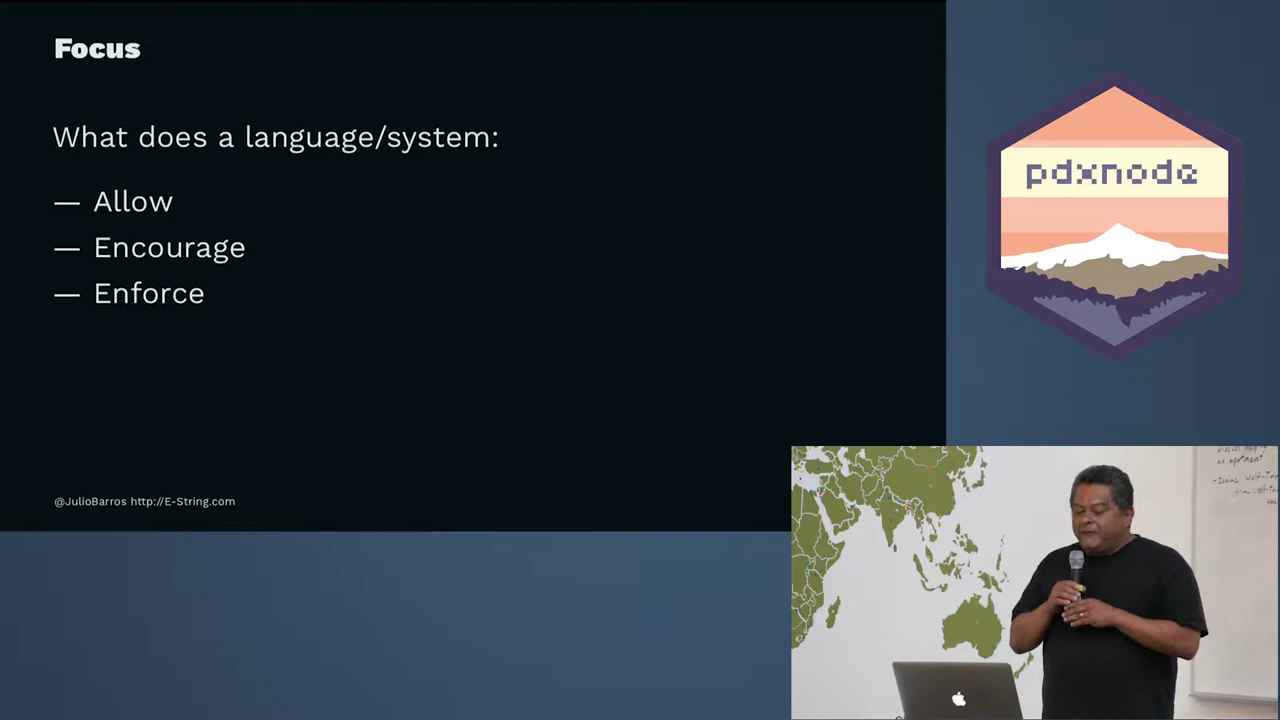 Focus
What does a language/system:
— Allow
— Encourage
— Enforce
@JulioBarros http://E-String.com
pdxnode